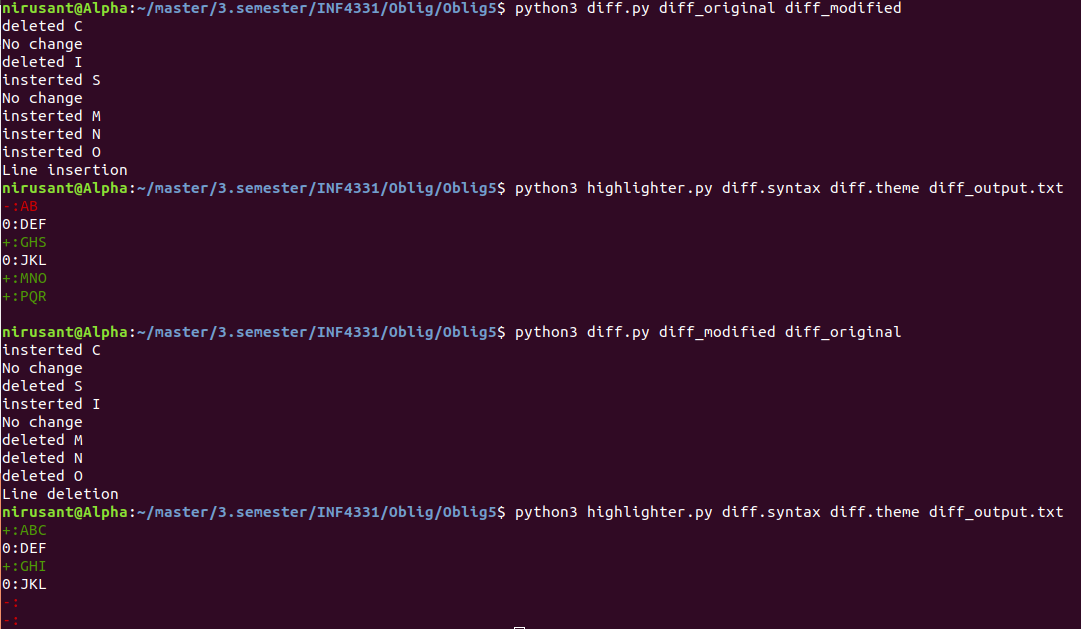 nirusant@Alpha:~/master/3.semester/INF4331/Oblig/Oblig5$ python3 diff.py diff_original diff_modified
deleted C
No change
deleted I
insterted S
No change
insterted M
insterted N
insterted O
Line insertion
nirusant@Alpha:~/master/3.semester/INF4331/Oblig/Oblig5$ python3 highlighter.py diff.syntax diff.theme diff_output.txt
-:AB
0:DEF
+:GHS
0:JKL
+:MNO
+:PQR
nirusant@Alpha:~/master/3.semester/INF4331/Oblig/Oblig5$ python3 diff.py diff_modified diff_original
insterted C
No change
deleted S
insterted I
No change
deleted M
deleted N
deleted O
Line deletion
nirusant@Alpha:~/master/3.semester/INF4331/Oblig/Oblig5$ python3 highlighter.py diff.syntax diff.theme diff_output.txt
+:ABC
0:DEF
+:GHI
0:JKL
-:
-: